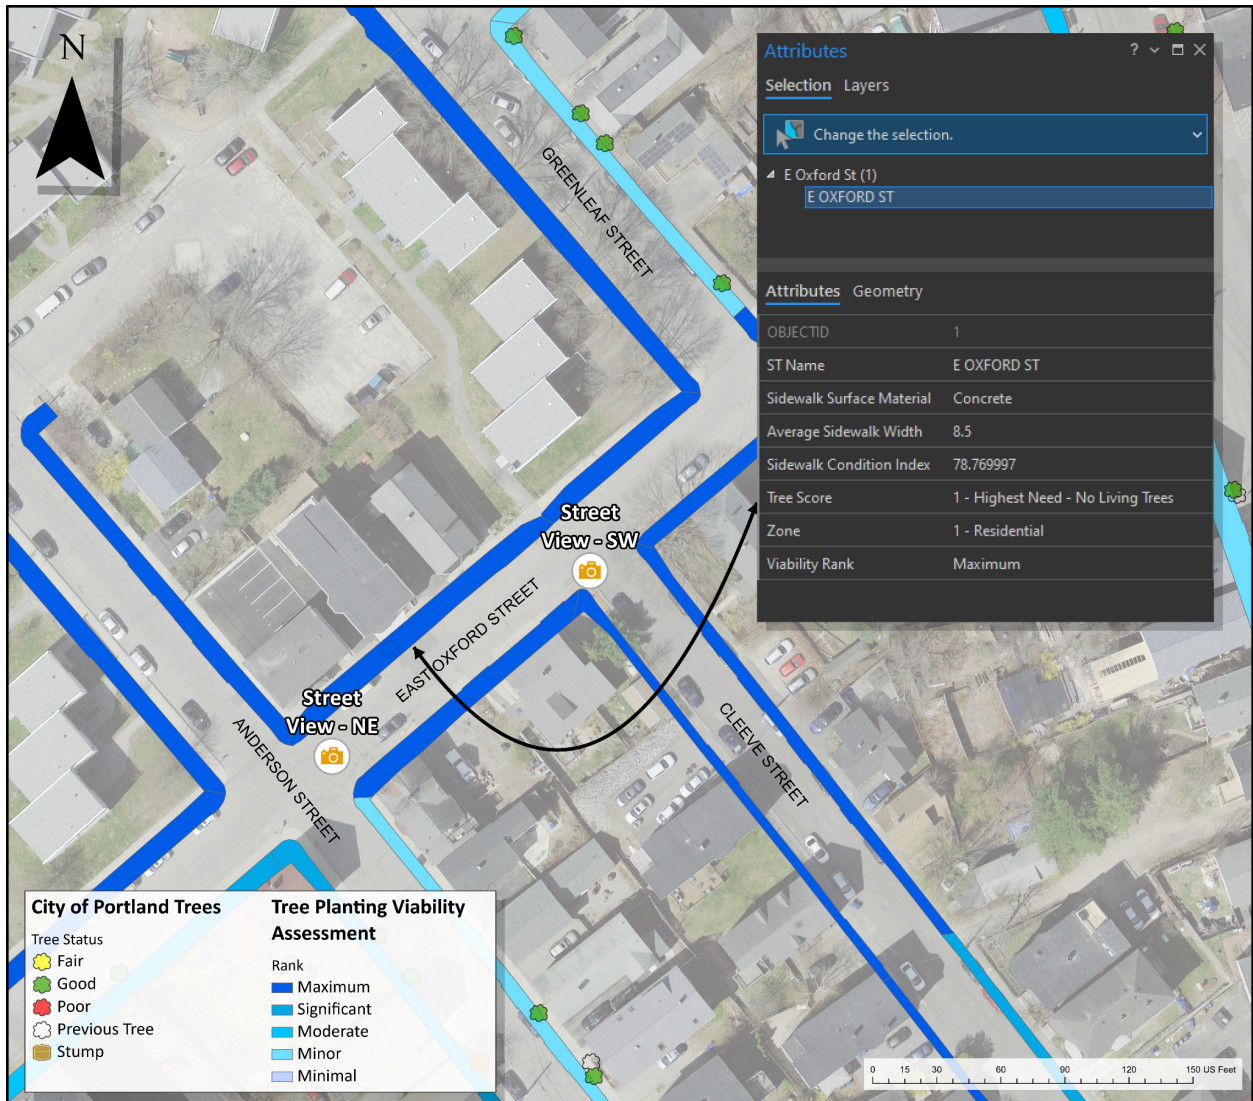 N
GREENLEAF STREET
Street
View - SW
EAST OXFORD STREET
Street
View - NE
ANDERSON STREET
CLEEVE STREET
Attributes
Selection Layers
Change the selection.
E Oxford St (1)
E OXFORD ST
Attributes Geometry
OBJECTID 1
ST Name E OXFORD ST
Sidewalk Surface Material Concrete
Average Sidewalk Width 8.5
Sidewalk Condition Index 78.769997
Tree Score 1 - Highest Need - No Living Trees
Zone 1 - Residential
Viability Rank Maximum
City of Portland Trees
Tree Status
Fair
Good
Poor
Previous Tree
Stump
Tree Planting Viability
Assessment
Rank
Maximum
Significant
Moderate
Minor
Minimal
0 15 30 60 90 120 150 US Feet